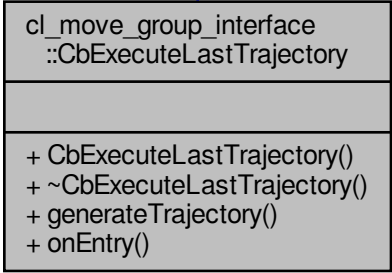 cl_move_group_interface
::CbExecuteLastTrajectory
+ CbExecuteLastTrajectory()
+ ~CbExecuteLastTrajectory()
+ generateTrajectory()
+ onEntry()